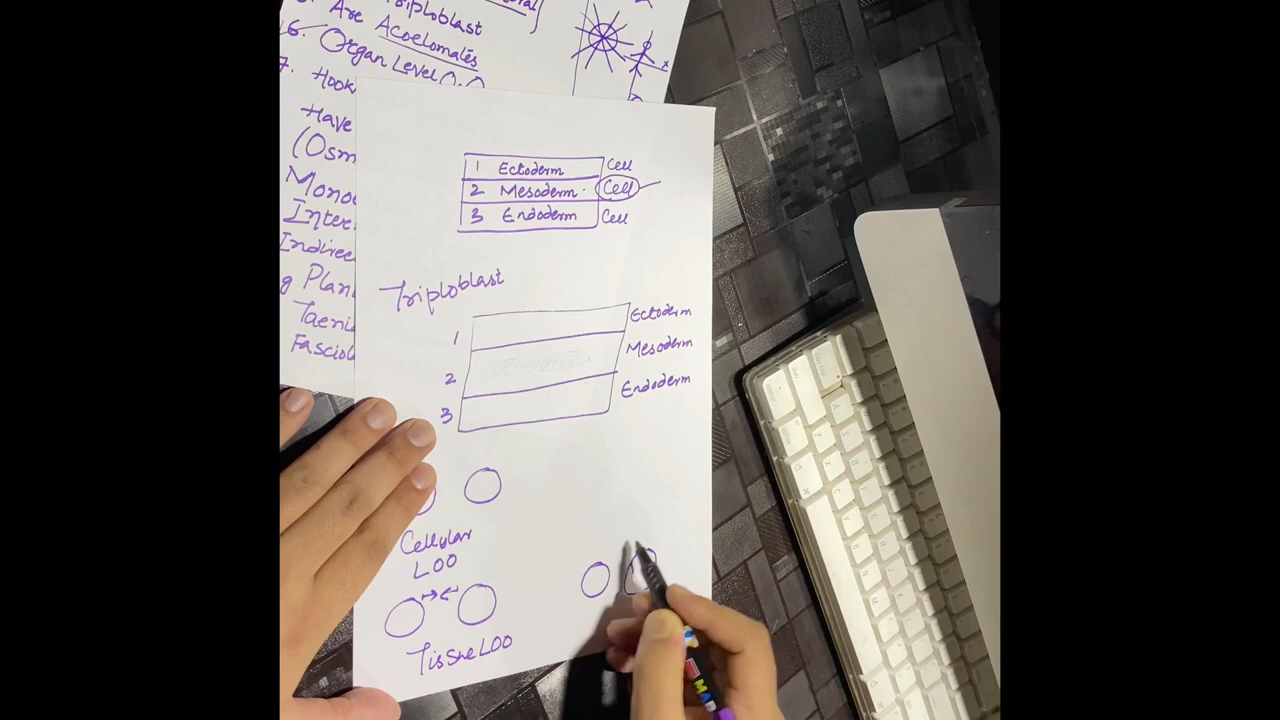 Triploblast
Are Acoelomates
6. Organ Level O.O
7. Hook
Have
(Osm
Mono
Inter
Indirec
g Plan
Taeni
Fasciol
x
1 Ectoderm Cell
2 Mesoderm Cell
3 Endoderm Cell
Triploblast
1 Ectoderm
2 Mesoderm
3 Endoderm
Cellular
LOO
Tissue LOO